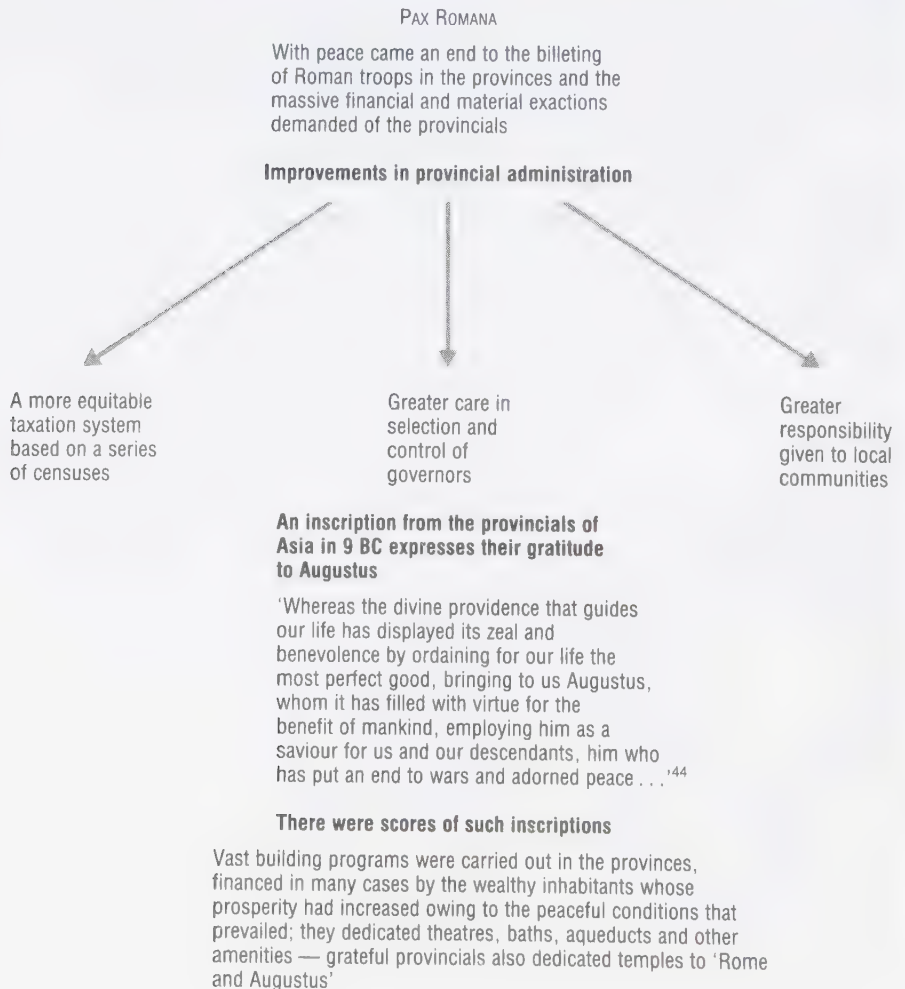 PAX ROMANA
With peace came an end to the billeting
of Roman troops in the provinces and the
massive financial and material exactions
demanded of the provincials
Improvements in provincial administration
A more equitable
taxation system
based on a series
of censuses
Greater care in
selection and
control of
governors
Greater
responsibility
given to local
communities
An inscription from the provincials of
Asia in 9 BC expresses their gratitude
to Augustus
'Whereas the divine providence that guides
our life has displayed its zeal and
benevolence by ordaining for our life the
most perfect good, bringing to us Augustus,
whom it has filled with virtue for the
benefit of mankind, employing him as a
saviour for us and our descendants, him who
has put an end to wars and adorned peace . . .'44
There were scores of such inscriptions
Vast building programs were carried out in the provinces,
financed in many cases by the wealthy inhabitants whose
prosperity had increased owing to the peaceful conditions that
prevailed; they dedicated theatres, baths, aqueducts and other
amenities — grateful provincials also dedicated temples to 'Rome
and Augustus'